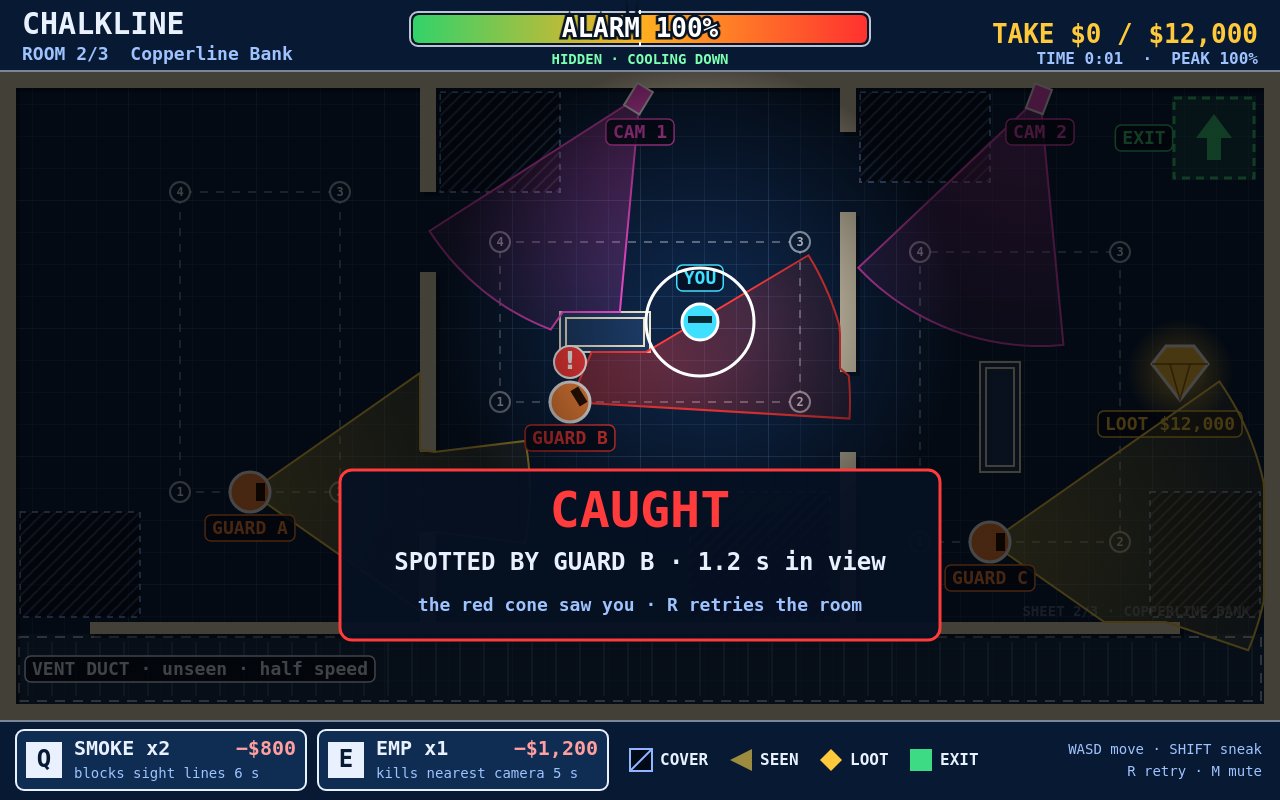 CHALKLINE
ROOM 2/3 Copperline Bank
ALARM 100%
HIDDEN · COOLING DOWN
TAKE $0 / $12,000
TIME 0:01 · PEAK 100%
CAM 1
CAM 2
EXIT
4
3
4
3
4
3
YOU
!
1
2
GUARD B
LOOT $12,000
1
GUARD A
2
GUARD C
CAUGHT
SPOTTED BY GUARD B · 1.2 s in view
the red cone saw you · R retries the room
SHEET 2/3 · COPPERLINE BANK
VENT DUCT · unseen · half speed
Q
SMOKE x2 −$800
blocks sight lines 6 s
E
EMP x1 −$1,200
kills nearest camera 5 s
COVER
SEEN
LOOT
EXIT
WASD move · SHIFT sneak
R retry · M mute